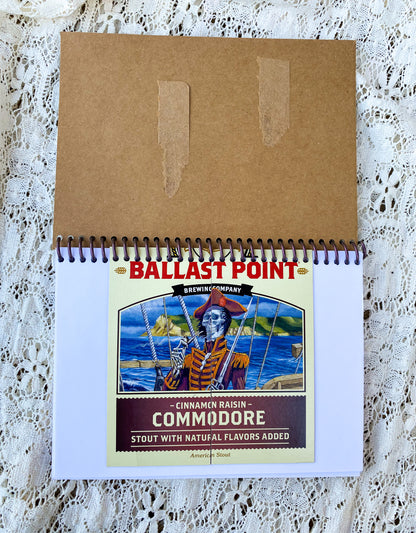 BALLAST POINT
BREWING COMPANY
- CINNAMON RAISIN -
COMMODORE
STOUT WITH NATURAL FLAVORS ADDED
American Stout